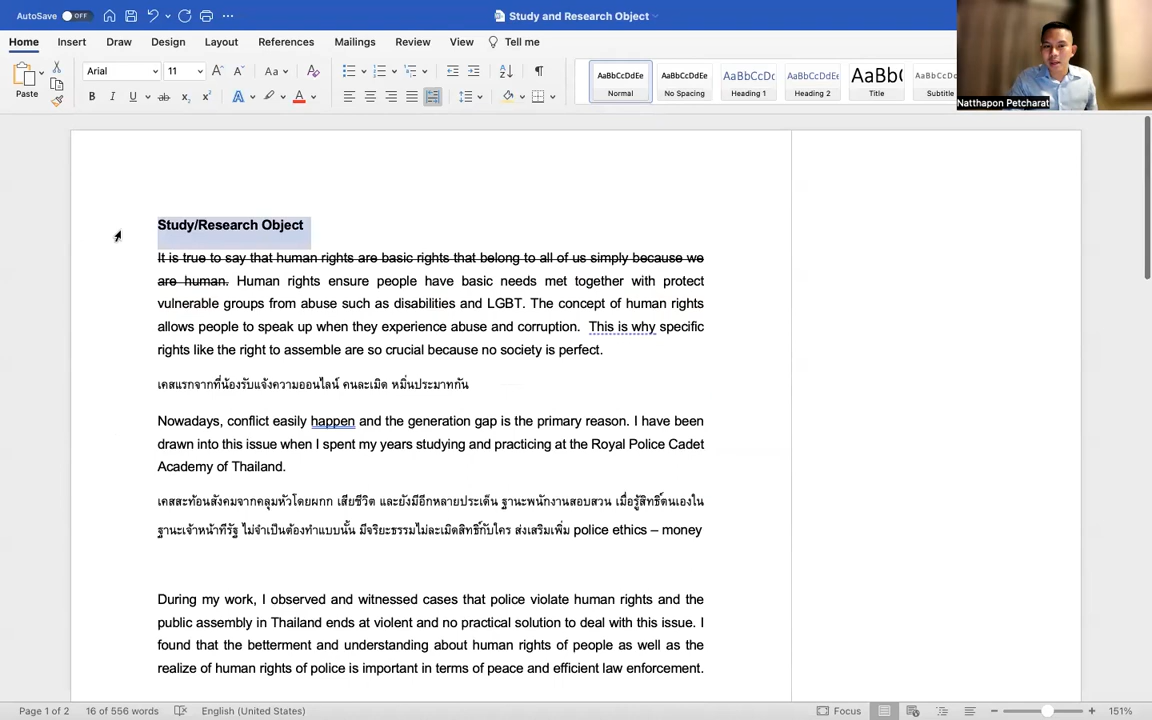 AutoSave OFF Study and Research Object
Home Insert Draw Design Layout References Mailings Review View Tell me
Paste Arial 11 Aa
AaBbCcDdEe AaBbCcDdEe AaBbCcDc AaBbCcDdEe AaBb( AaBbCcDd
Normal No Spacing Heading 1 Heading 2 Title Subtitle
Natthapon Petcharat
Study/Research Object
It is true to say that human rights are basic rights that belong to all of us simply because we
are human. Human rights ensure people have basic needs met together with protect
vulnerable groups from abuse such as disabilities and LGBT. The concept of human rights
allows people to speak up when they experience abuse and corruption. This is why specific
rights like the right to assemble are so crucial because no society is perfect.
เคสแรกจากที่น้องรับแจ้งความออนไลน์ คนละเมิด หมิ่นประมาทกัน
Nowadays, conflict easily happen and the generation gap is the primary reason. I have been
drawn into this issue when I spent my years studying and practicing at the Royal Police Cadet
Academy of Thailand.
เคสสะท้อนสังคมจากคลุมหัวโดยผกก เสียชีวิต และยังมีอีกหลายประเด็น ฐานะพนักงานสอบสวน เมื่อรู้สิทธิ์ตนเองใน
ฐานะเจ้าหน้าที่รัฐ ไม่จำเป็นต้องทำแบบนั้น มีจริยะธรรมไม่ละเมิดสิทธิ์กับใคร ส่งเสริมเพิ่ม police ethics – money
During my work, I observed and witnessed cases that police violate human rights and the
public assembly in Thailand ends at violent and no practical solution to deal with this issue. I
found that the betterment and understanding about human rights of people as well as the
realize of human rights of police is important in terms of peace and efficient law enforcement.
Page 1 of 2 16 of 556 words English (United States) Focus 151%